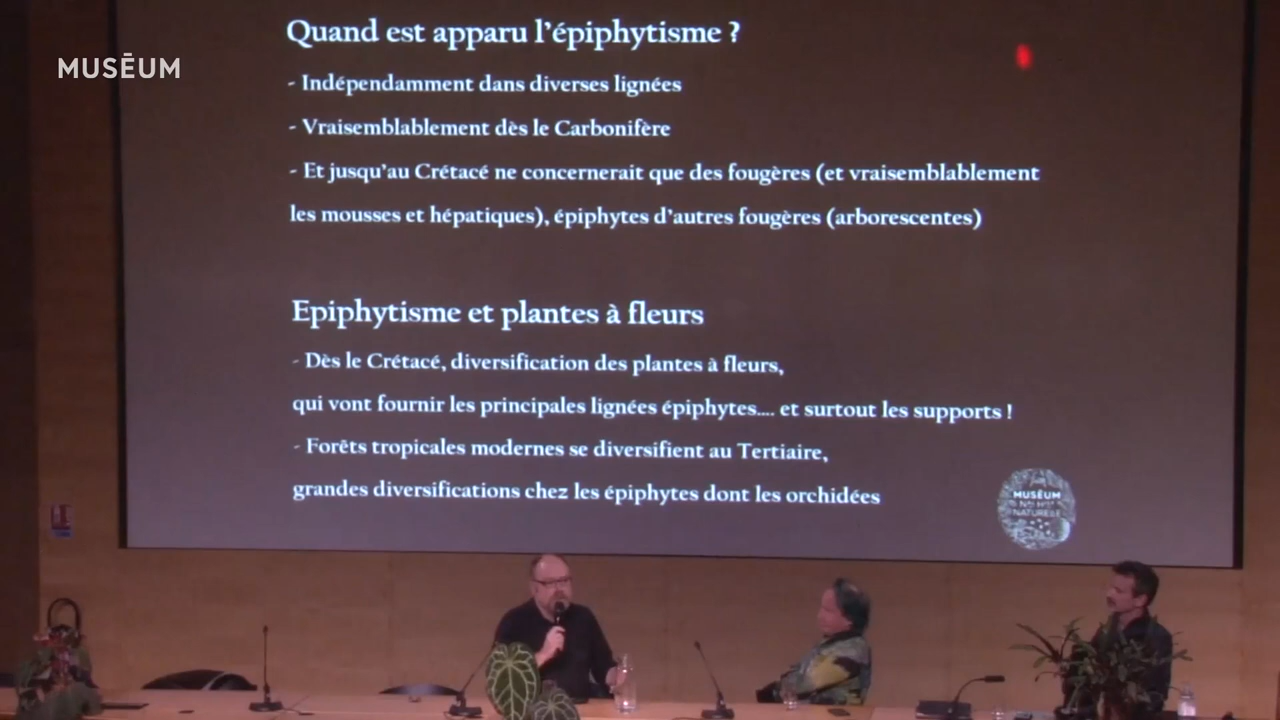 MUSĒUM
Quand est apparu l'épiphytisme ?
- Indépendamment dans diverses lignées
- Vraisemblablement dès le Carbonifère
- Et jusqu'au Crétacé ne concernerait que des fougères (et vraisemblablement
les mousses et hépatiques), épiphytes d'autres fougères (arborescentes)
Epiphytisme et plantes à fleurs
- Dès le Crétacé, diversification des plantes à fleurs,
qui vont fournir les principales lignées épiphytes.... et surtout les supports !
- Forêts tropicales modernes se diversifient au Tertiaire,
grandes diversifications chez les épiphytes dont les orchidées
MUSÉUM
NATURELLE